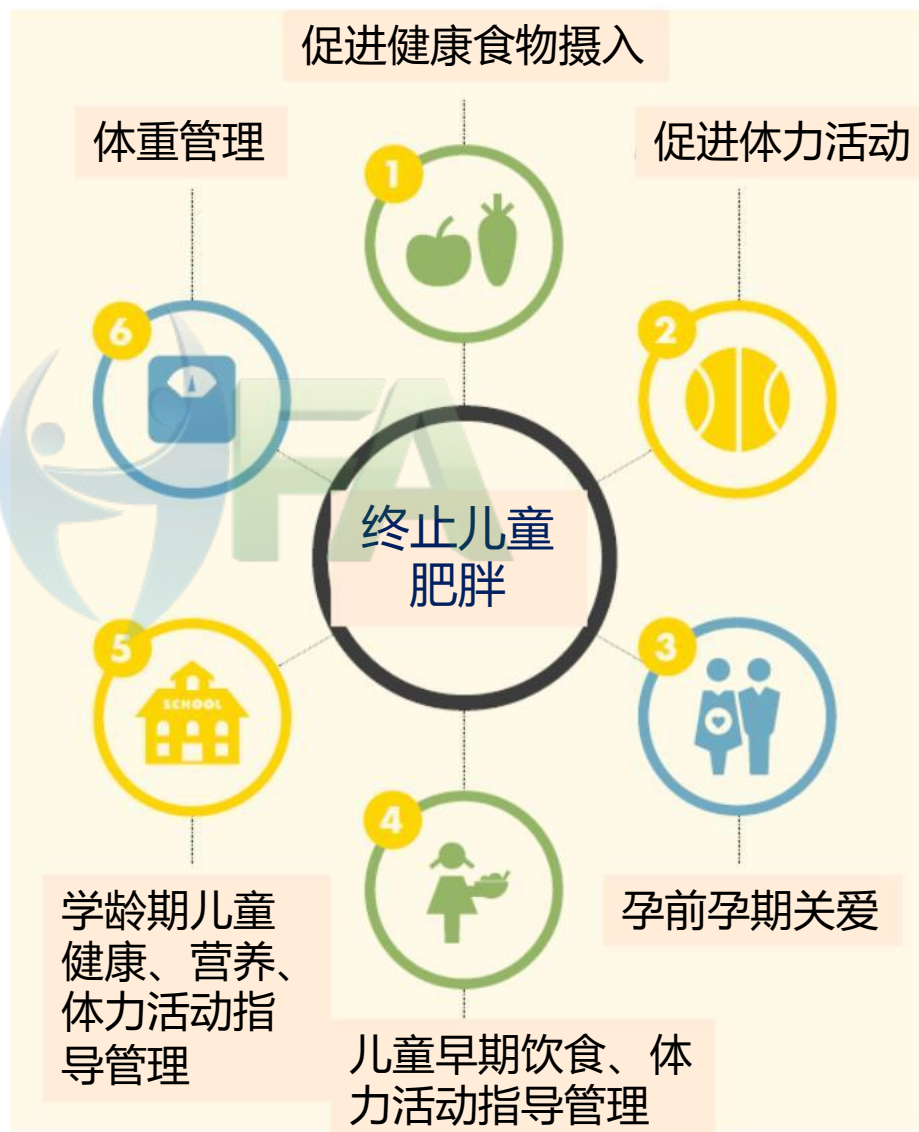 促进健康食物摄入
体重管理
促进体力活动
1
6
2
终止儿童
肥胖
FA
5
SCHOOL
3
4
学龄期儿童
健康、营养、
体力活动指
导管理
孕前孕期关爱
儿童早期饮食、体
力活动指导管理